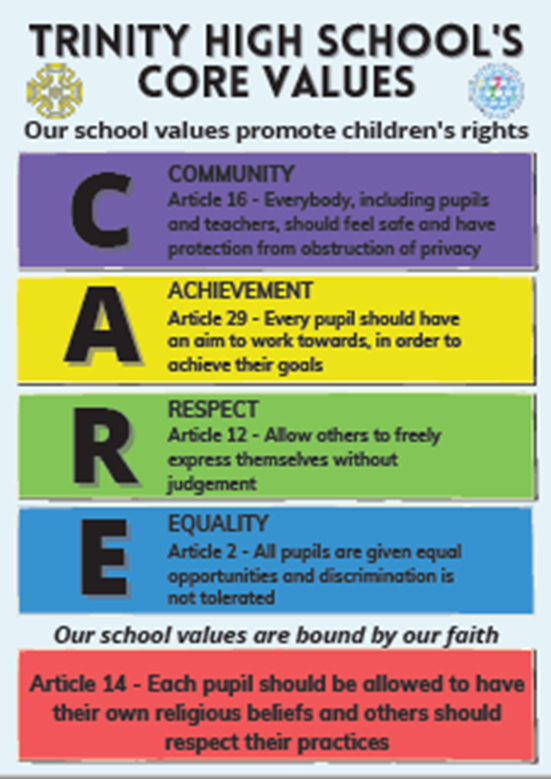 TRINITY HIGH SCHOOL'S
CORE VALUES
Our school values promote children's rights
C
COMMUNITY
Article 16 - Everybody, including pupils
and teachers, should feel safe and have
protection from obstruction of privacy
A
ACHIEVEMENT
Article 29 - Every pupil should have
an aim to work towards, in order to
achieve their goals
R
RESPECT
Article 12 - Allow others to freely
express themselves without
judgement
E
EQUALITY
Article 2 - All pupils are given equal
opportunities and discrimination is
not tolerated
Our school values are bound by our faith
Article 14 - Each pupil should be allowed to have
their own religious beliefs and others should
respect their practices